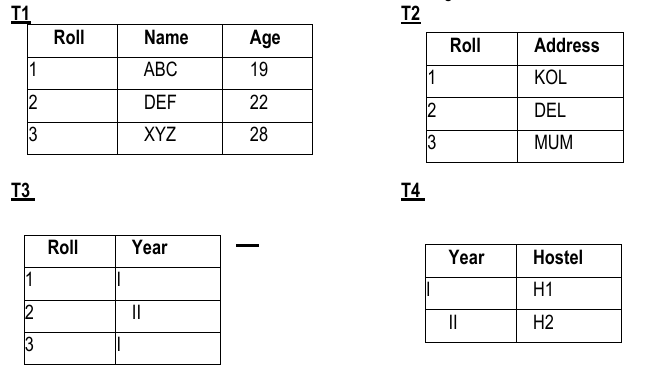 T1
Roll Name Age
1 ABC 19
2 DEF 22
3 XYZ 28
T2
Roll Address
1 KOL
2 DEL
3 MUM
T3
Roll Year
1 I
2 II
3 I
T4
Year Hostel
I H1
II H2